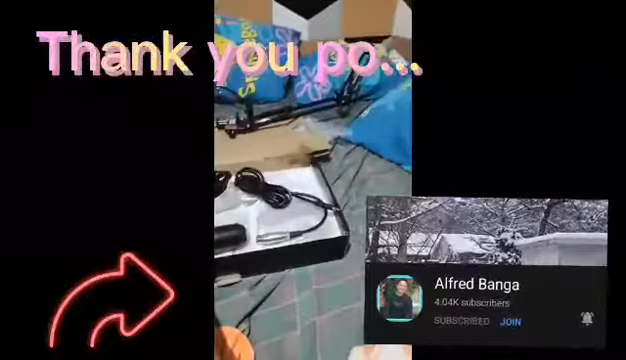 Thank you po...
Alfred Banga
4.04K subscribers
SUBSCRIBED JOIN